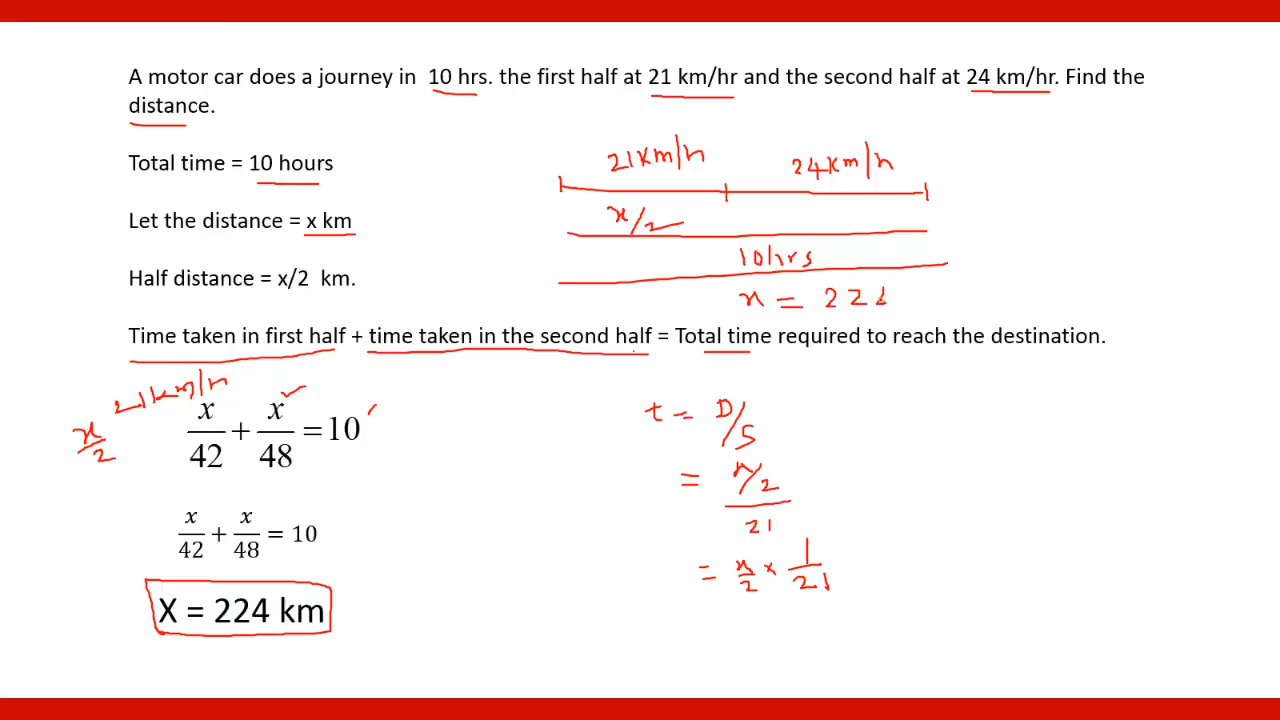 A motor car does a journey in 10 hrs. the first half at 21 km/hr and the second half at 24 km/hr. Find the
distance.
21km/h 24km/h
Total time = 10 hours
Let the distance = x km
x/2
10hrs
Half distance = x/2 km.
x = 224
Time taken in first half + time taken in the second half = Total time required to reach the destination.
21km/h
x/2
x/42 + x/48 = 10
t = D/S
= x/2 / 21
x/42 + x/48 = 10
= x/2 × 1/21
X = 224 km